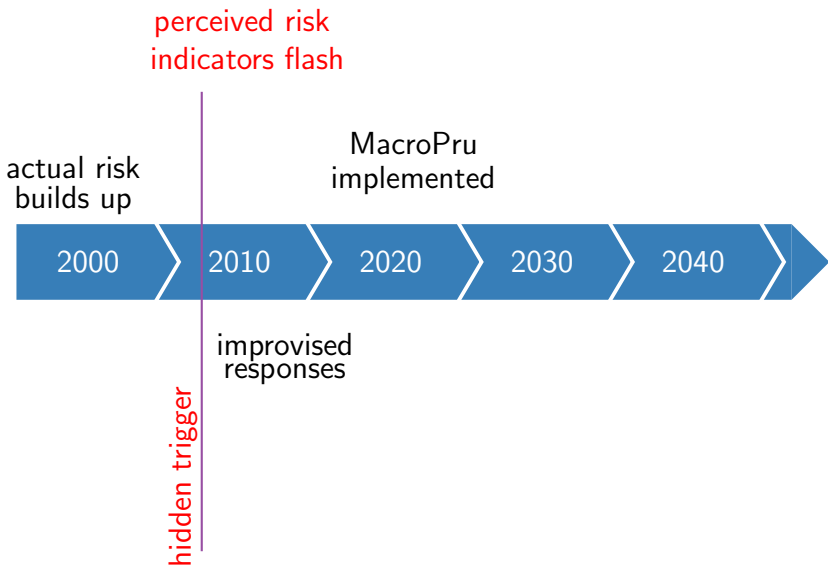 perceived risk
indicators flash
MacroPru
implemented
actual risk
builds up
2000
2010
2020
2030
2040
improvised
responses
hidden trigger